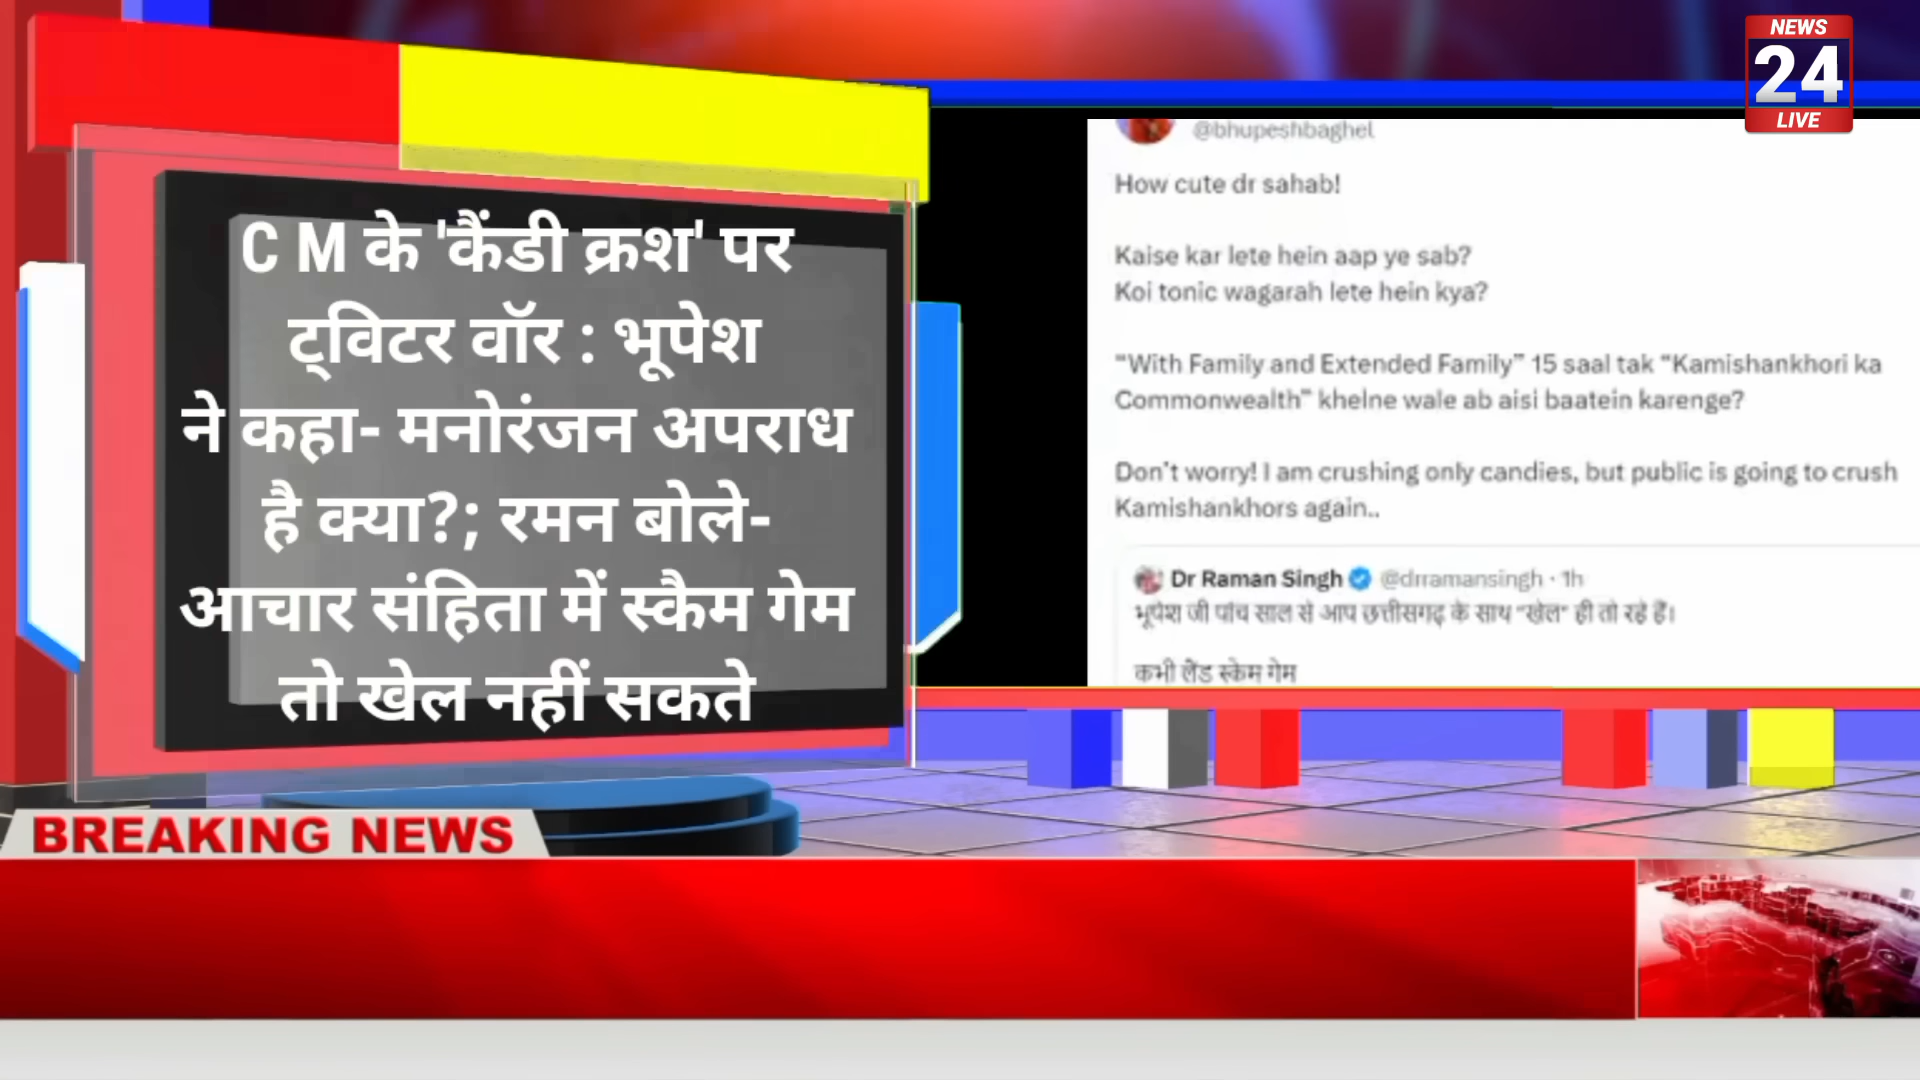 NEWS
24
LIVE
C M के 'कैंडी क्रश' पर
ट्विटर वॉर : भूपेश
ने कहा- मनोरंजन अपराध
है क्या?; रमन बोले-
आचार संहिता में स्कैम गेम
तो खेल नहीं सकते
@bhupeshbaghel
How cute dr sahab!
Kaise kar lete hein aap ye sab?
Koi tonic wagarah lete hein kya?
“With Family and Extended Family” 15 saal tak “Kamishankhori ka
Commonwealth” khelne wale ab aisi baatein karenge?
Don't worry! I am crushing only candies, but public is going to crush
Kamishankhors again..
Dr Raman Singh @drramansingh · 1h
भूपेश जी पांच साल से आप छत्तीसगढ़ के साथ “खेल” ही तो रहे हैं।
कभी लैंड स्केम गेम
BREAKING NEWS